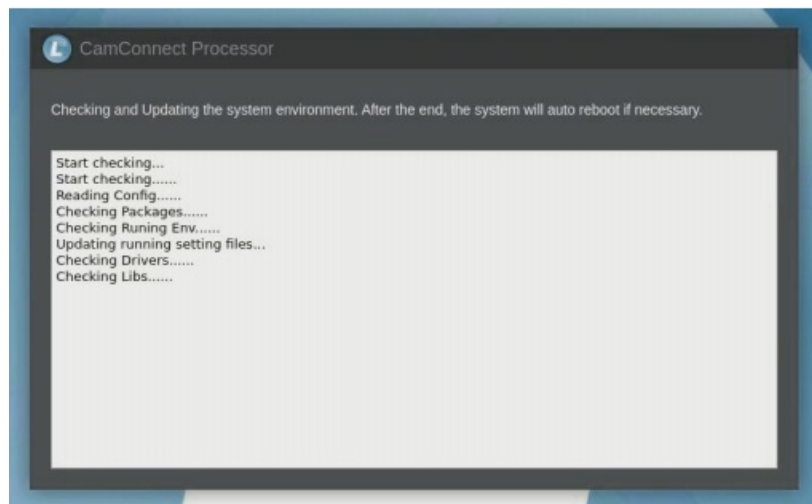 L
CamConnect Processor
Checking and Updating the system environment. After the end, the system will auto reboot if necessary.
Start checking...
Start checking......
Reading Config......
Checking Packages......
Checking Runing Env......
Updating running setting files...
Checking Drivers......
Checking Libs......